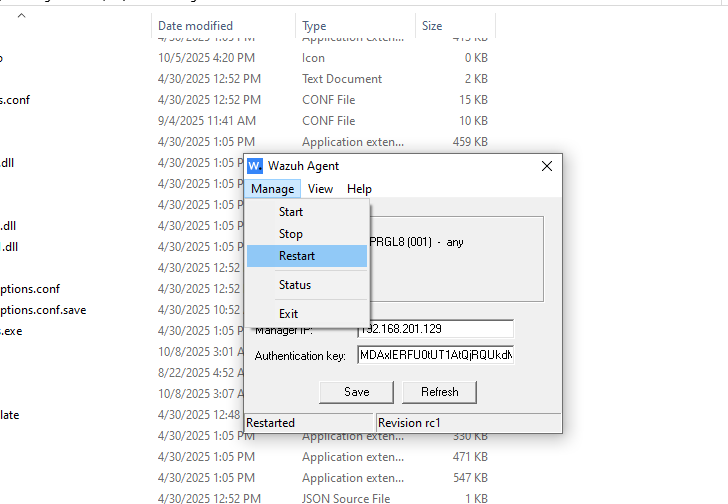 Date modified Type Size
4/30/2025 1:05 PM Application exten... 415 KB
10/5/2025 4:20 PM Icon 0 KB
4/30/2025 12:52 PM Text Document 2 KB
s.conf 4/30/2025 12:52 PM CONF File 15 KB
9/4/2025 11:41 AM CONF File 10 KB
4/30/2025 1:05 PM Application exten... 459 KB
.dll 4/30/2025 1:05 P
W. Wazuh Agent
4/30/2025 1:05 P
Manage View Help
4/30/2025 1:05 P
Start
.dll 4/30/2025 1:05 P
Stop
PRGL8 (001) - any
l.dll 4/30/2025 1:05 P
Restart
4/30/2025 12:52
Status
ptions.conf 4/30/2025 12:52
ptions.conf.save 4/30/2025 10:52
Exit
s.exe 4/30/2025 1:05 P
Manager IP: 192.168.201.129
10/8/2025 3:01 A
Authentication key: MDAxIERFU0tUT1AtQjRQUkdM
8/22/2025 4:52
10/8/2025 3:07 A
Save Refresh
late 4/30/2025 12:48
Restarted Revision rc1
4/30/2025 1:05 PM Application exten... 330 KB
4/30/2025 1:05 PM Application exten... 471 KB
4/30/2025 1:05 PM Application exten... 547 KB
4/30/2025 12:52 PM JSON Source File 1 KB